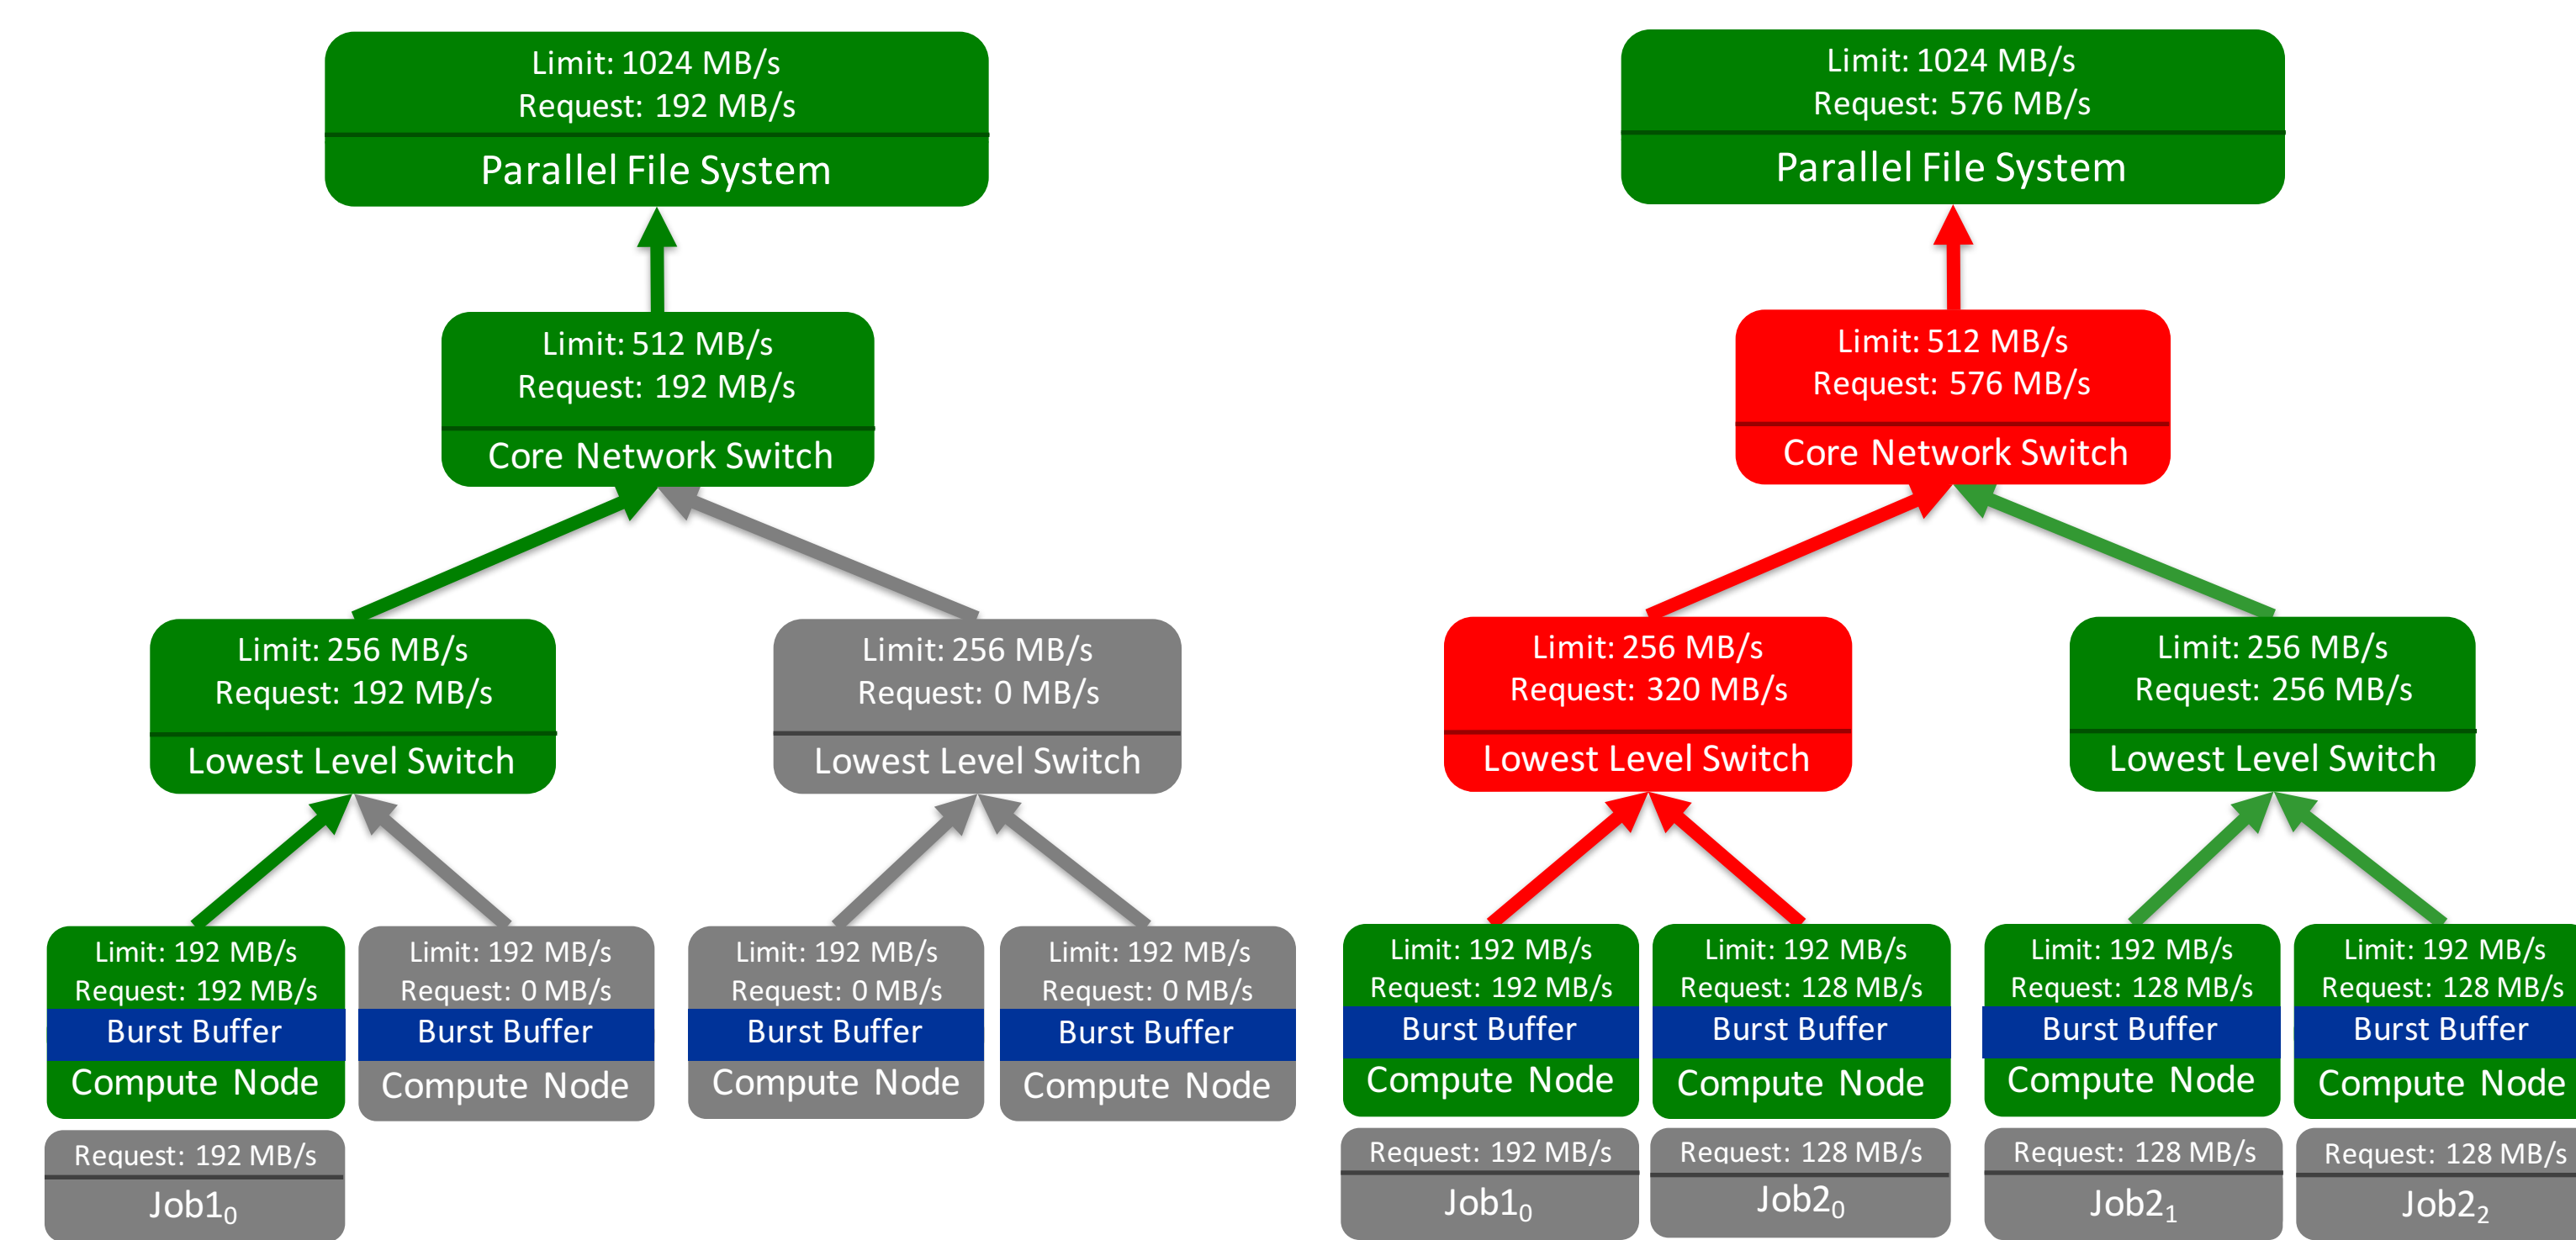 Limit: 1024 MB/s
Request: 192 MB/s
Parallel File System
Limit: 512 MB/s
Request: 192 MB/s
Core Network Switch
Limit: 256 MB/s
Request: 192 MB/s
Lowest Level Switch
Limit: 256 MB/s
Request: 0 MB/s
Lowest Level Switch
Limit: 192 MB/s
Request: 192 MB/s
Burst Buffer
Compute Node
Limit: 192 MB/s
Request: 0 MB/s
Burst Buffer
Compute Node
Limit: 192 MB/s
Request: 0 MB/s
Burst Buffer
Compute Node
Limit: 192 MB/s
Request: 0 MB/s
Burst Buffer
Compute Node
Request: 192 MB/s
Job1₀
Limit: 1024 MB/s
Request: 576 MB/s
Parallel File System
Limit: 512 MB/s
Request: 576 MB/s
Core Network Switch
Limit: 256 MB/s
Request: 320 MB/s
Lowest Level Switch
Limit: 256 MB/s
Request: 256 MB/s
Lowest Level Switch
Limit: 192 MB/s
Request: 192 MB/s
Burst Buffer
Compute Node
Limit: 192 MB/s
Request: 128 MB/s
Burst Buffer
Compute Node
Limit: 192 MB/s
Request: 128 MB/s
Burst Buffer
Compute Node
Limit: 192 MB/s
Request: 128 MB/s
Burst Buffer
Compute Node
Request: 192 MB/s
Job1₀
Request: 128 MB/s
Job2₀
Request: 128 MB/s
Job2₁
Request: 128 MB/s
Job2₂